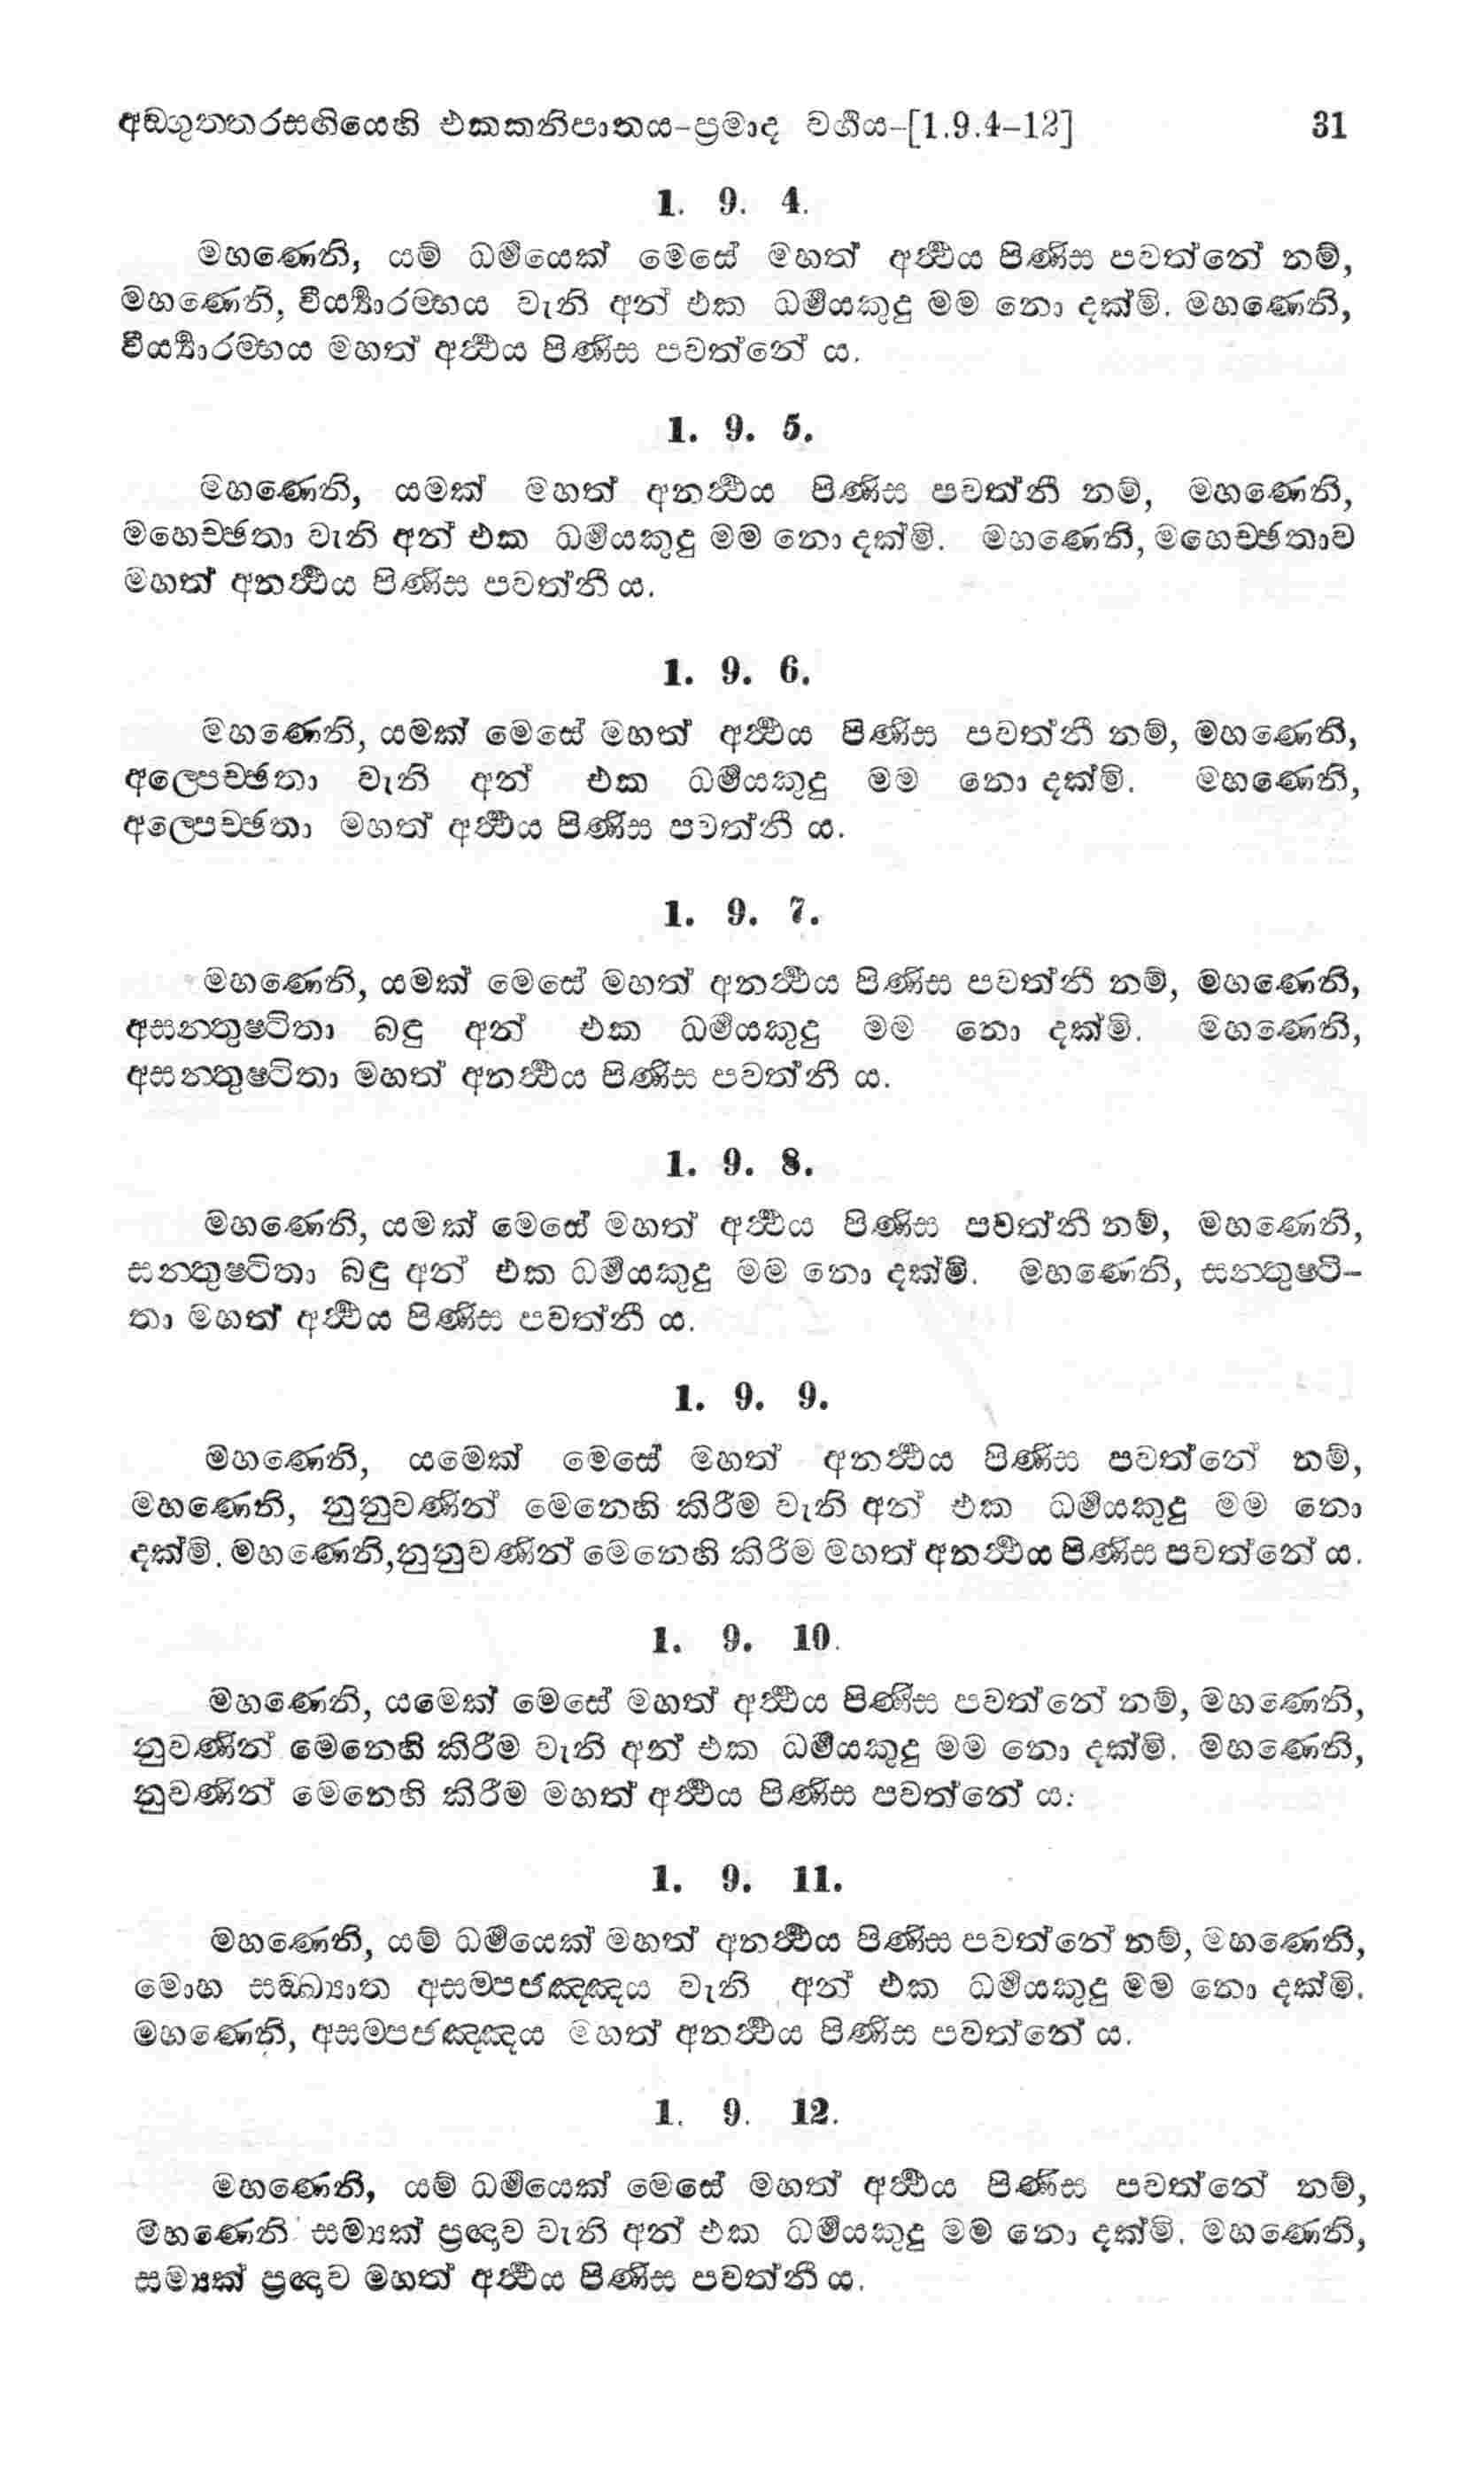 අඞ්ගුත්තරසඟියෙහි එකකනිපාතය-ප්‍රමාද වර්‍ගය-[1.9.4-12] 31
1. 9. 4.
මහණෙනි, යම් ධර්‍මයෙක් මෙසේ මහත් අර්‍ත්‍ථය පිණිස පවත්නේ නම්,
මහණෙනි, වීර්‍ය්‍යාරම්භය වැනි අන් එක ධර්‍මයකුදු මම නො දක්මි. මහණෙනි,
වීර්‍ය්‍යාරම්භය මහත් අර්‍ත්‍ථය පිණිස පවත්නේ ය.
1. 9. 5.
මහණෙනි, යමක් මහත් අනර්‍ත්‍ථය පිණිස පවත්නී නම්, මහණෙනි,
මහෙච්ඡතා වැනි අන් එක ධර්‍මයකුදු මම නො දක්මි. මහණෙනි, මහෙච්ඡතාව
මහත් අනර්‍ත්‍ථය පිණිස පවත්නී ය.
1. 9. 6.
මහණෙනි, යමක් මෙසේ මහත් අර්‍ත්‍ථය පිණිස පවත්නී නම්, මහණෙනි,
අල්පෙච්ඡතා වැනි අන් එක ධර්‍මයකුදු මම නො දක්මි. මහණෙනි,
අල්පෙච්ඡතා මහත් අර්‍ත්‍ථය පිණිස පවත්නී ය.
1. 9. 7.
මහණෙනි, යමක් මෙසේ මහත් අනර්‍ත්‍ථය පිණිස පවත්නී නම්, මහණෙනි,
අසන්තුෂ්ටිතා බඳු අන් එක ධර්‍මයකුදු මම නො දක්මි. මහණෙනි,
අසන්තුෂ්ටිතා මහත් අනර්‍ත්‍ථය පිණිස පවත්නී ය.
1. 9. 8.
මහණෙනි, යමක් මෙසේ මහත් අර්‍ත්‍ථය පිණිස පවත්නී නම්, මහණෙනි,
සන්තුෂ්ටිතා බඳු අන් එක ධර්‍මයකුදු මම නො දක්මි. මහණෙනි, සන්තුෂ්ටි-
තා මහත් අර්‍ත්‍ථය පිණිස පවත්නී ය.
1. 9. 9.
මහණෙනි, යමෙක් මෙසේ මහත් අනර්‍ත්‍ථය පිණිස පවත්නේ නම්,
මහණෙනි, නුනුවණින් මෙනෙහි කිරීම වැනි අන් එක ධර්‍මයකුදු මම නො
දක්මි. මහණෙනි,නුනුවණින් මෙනෙහි කිරීම මහත් අනර්‍ත්‍ථය පිණිස පවත්නේ ය.
1. 9. 10.
මහණෙනි, යමෙක් මෙසේ මහත් අර්‍ත්‍ථය පිණිස පවත්නේ නම්, මහණෙනි,
නුවණින් මෙනෙහි කිරීම වැනි අන් එක ධර්‍මයකුදු මම නො දක්මි. මහණෙනි,
නුවණින් මෙනෙහි කිරීම මහත් අර්‍ත්‍ථය පිණිස පවත්නේ ය.
1. 9. 11.
මහණෙනි, යම් ධර්‍මයෙක් මහත් අනර්‍ත්‍ථය පිණිස පවත්නේ නම්, මහණෙනි,
මොහ සඞ්ඛ්‍යාත අසම්පජඤ්ඤය වැනි අන් එක ධර්‍මයකුදු මම නො දක්මි.
මහණෙනි, අසම්පජඤ්ඤය මහත් අනර්‍ත්‍ථය පිණිස පවත්නේ ය.
1. 9. 12.
මහණෙනි, යම් ධර්‍මයෙක් මෙසේ මහත් අර්‍ත්‍ථය පිණිස පවත්නේ නම්,
මහණෙනි සම්‍යක් ප්‍රඥාව වැනි අන් එක ධර්‍මයකුදු මම නො දක්මි. මහණෙනි,
සම්‍යක් ප්‍රඥාව මහත් අර්‍ත්‍ථය පිණිස පවත්නී ය.